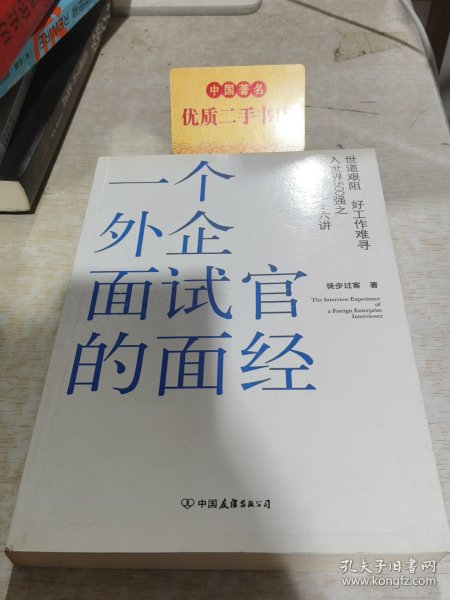 中国著名
优质二手书店
一个
外企
面试官
的面经
世道艰阻 好工作难寻
入世界500强之
六讲
徒步过客 著
The Interview Experience
of
a Foreign Enterprise
Interviewer
中国友谊出版公司
孔夫子旧书网
www.kongfz.com